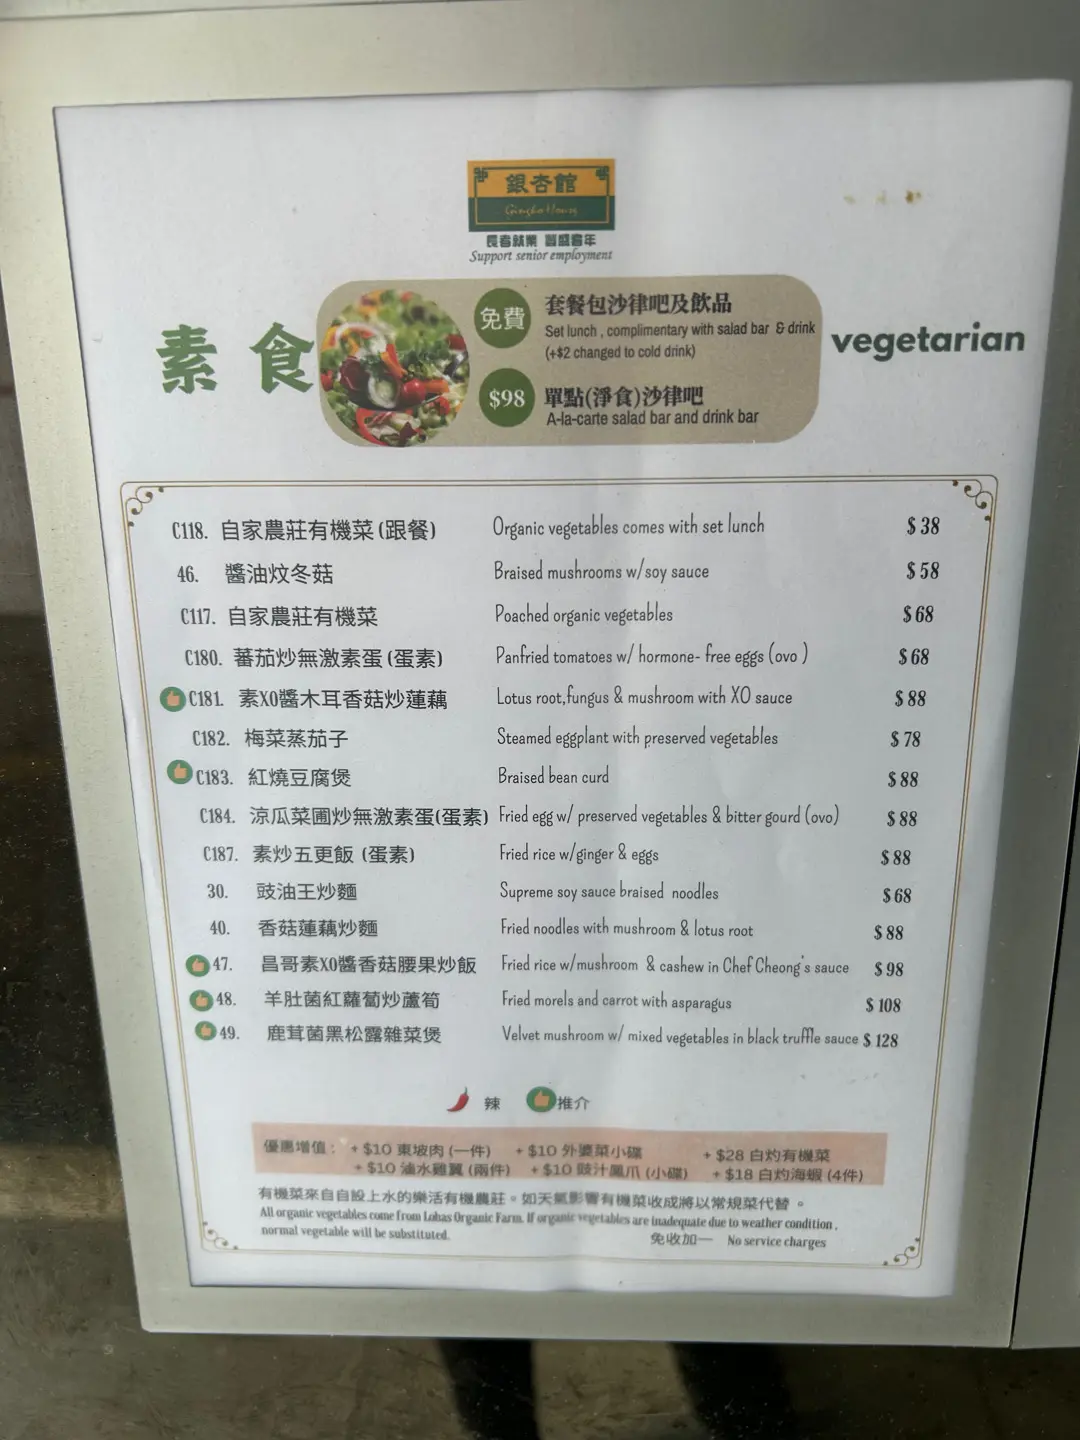 銀杏館
Gingko House
長者就業 豐盛耆年
Support senior employment
素食
免費 套餐包沙律吧及飲品
Set lunch , complimentary with salad bar & drink
(+$2 changed to cold drink)
vegetarian
$98 單點(淨食)沙律吧
A-la-carte salad bar and drink bar
C118. 自家農莊有機菜 (跟餐) Organic vegetables comes with set lunch $ 38
46. 醬油炆冬菇 Braised mushrooms w/soy sauce $ 58
C117. 自家農莊有機菜 Poached organic vegetables $ 68
C180. 蕃茄炒無激素蛋 (蛋素) Panfried tomatoes w/ hormone- free eggs (ovo ) $ 68
C181. 素XO醬木耳香菇炒蓮藕 Lotus root,fungus & mushroom with XO sauce $ 88
C182. 梅菜蒸茄子 Steamed eggplant with preserved vegetables $ 78
C183. 紅燒豆腐煲 Braised bean curd $ 88
C184. 涼瓜菜圃炒無激素蛋(蛋素) Fried egg w/ preserved vegetables & bitter gourd (ovo) $ 88
C187. 素炒五更飯 (蛋素) Fried rice w/ginger & eggs $ 88
30. 豉油王炒麵 Supreme soy sauce braised noodles $ 68
40. 香菇蓮藕炒麵 Fried noodles with mushroom & lotus root $ 88
47. 昌哥素XO醬香菇腰果炒飯 Fried rice w/mushroom & cashew in Chef Cheong's sauce $ 98
48. 羊肚菌紅蘿蔔炒蘆筍 Fried morels and carrot with asparagus $ 108
49. 鹿茸菌黑松露雜菜煲 Velvet mushroom w/ mixed vegetables in black truffle sauce $ 128
辣 推介
優惠增值 : + $10 東坡肉 (一件) + $10 外婆菜小碟 + $28 白灼有機菜
+ $10 滷水雞翼 (兩件) + $10 豉汁鳳爪 (小碟) + $18 白灼海蝦 (4件)
有機菜來自自設上水的樂活有機農莊。如天氣影響有機菜收成將以常規菜代替 。
All organic vegetables come from Lohas Organic Farm. If organic vegetables are inadequate due to weather condition ,
normal vegetable will be substituted.
免收加一 No service charges